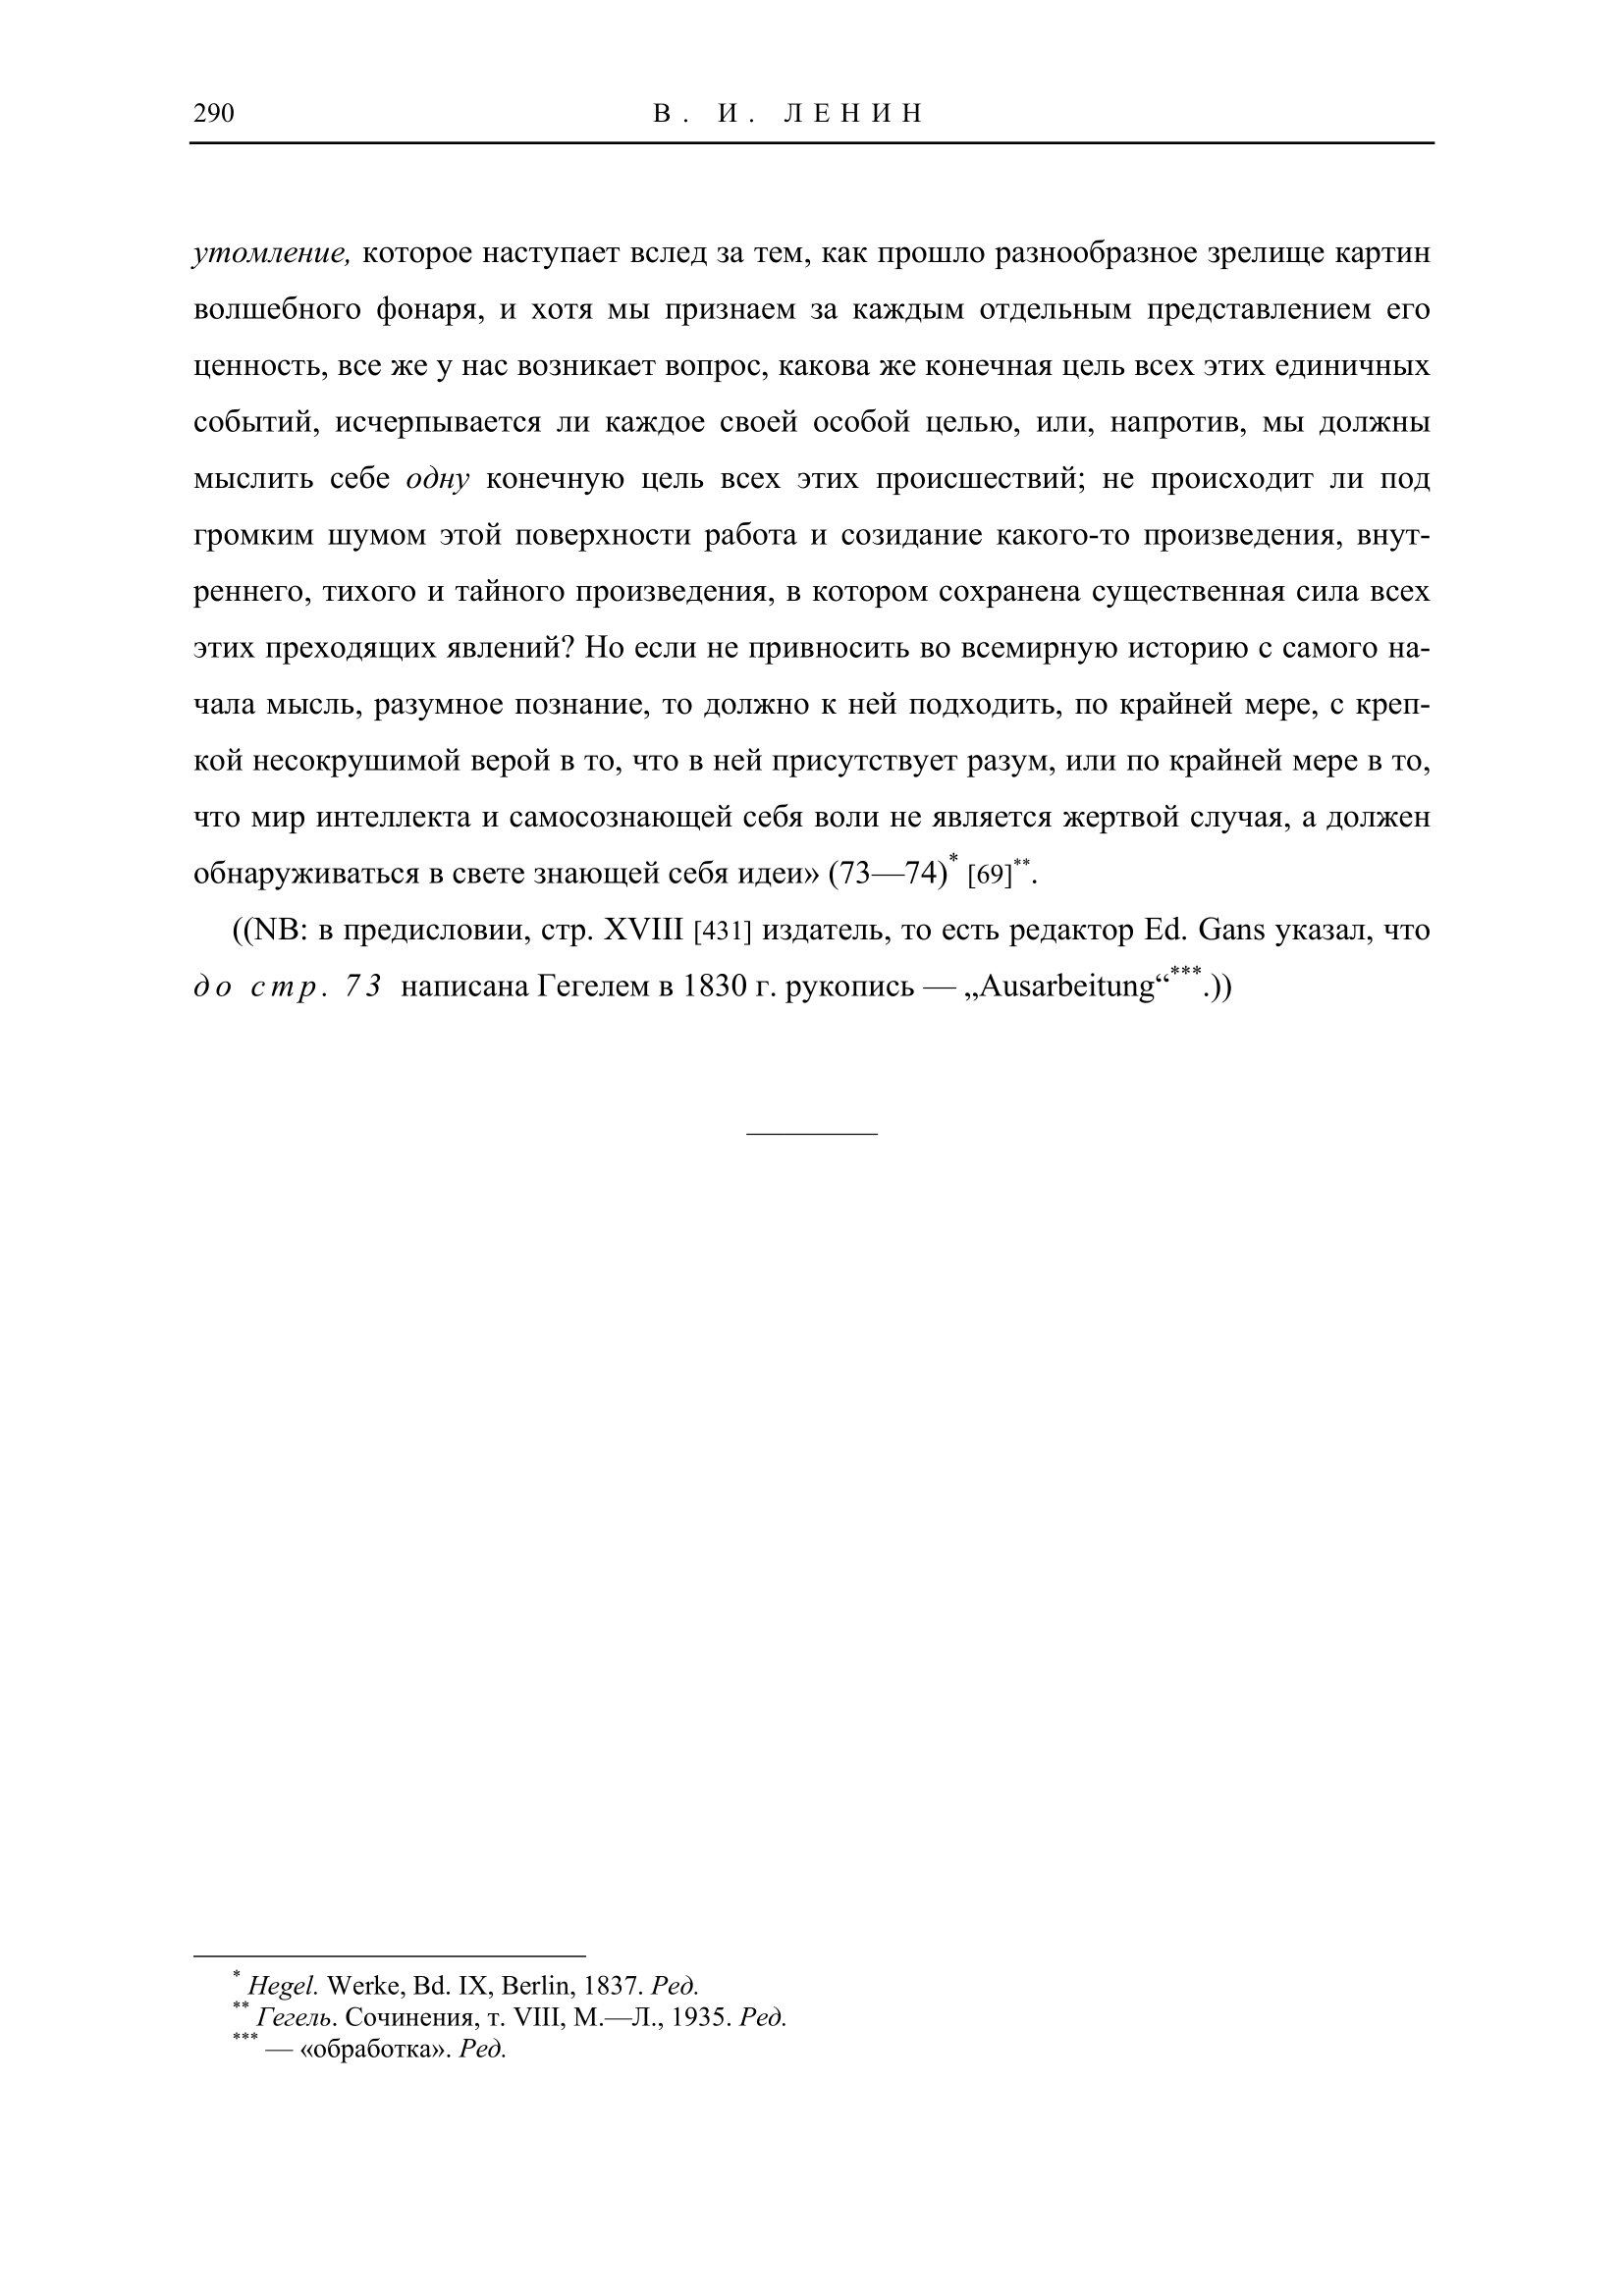 290
В. И. ЛЕНИН
утомление, которое наступает вслед за тем, как прошло разнообразное зрелище картин
волшебного фонаря, и хотя мы признаем за каждым отдельным представлением его
ценность, все же у нас возникает вопрос, какова же конечная цель всех этих единичных
событий, исчерпывается ли каждое своей особой целью, или, напротив, мы должны
мыслить себе одну конечную цель всех этих происшествий; не происходит ли под
громким шумом этой поверхности работа и созидание какого-то произведения, внут-
реннего, тихого и тайного произведения, в котором сохранена существенная сила всех
этих преходящих явлений? Но если не привносить во всемирную историю с самого на-
чала мысль, разумное познание, то должно к ней подходить, по крайней мере, с креп-
кой несокрушимой верой в то, что в ней присутствует разум, или по крайней мере в то,
что мир интеллекта и самосознающей себя воли не является жертвой случая, а должен
обнаруживаться в свете знающей себя идеи» (73—74)* [69]**.
((NB: в предисловии, стр. XVIII [431] издатель, то есть редактор Ed. Gans указал, что
до стр. 73 написана Гегелем в 1830 г. рукопись — „Ausarbeitung“***.))
* Hegel. Werke, Bd. IX, Berlin, 1837. Ред.
** Гегель. Сочинения, т. VIII, М.—Л., 1935. Ред.
*** — «обработка». Ред.